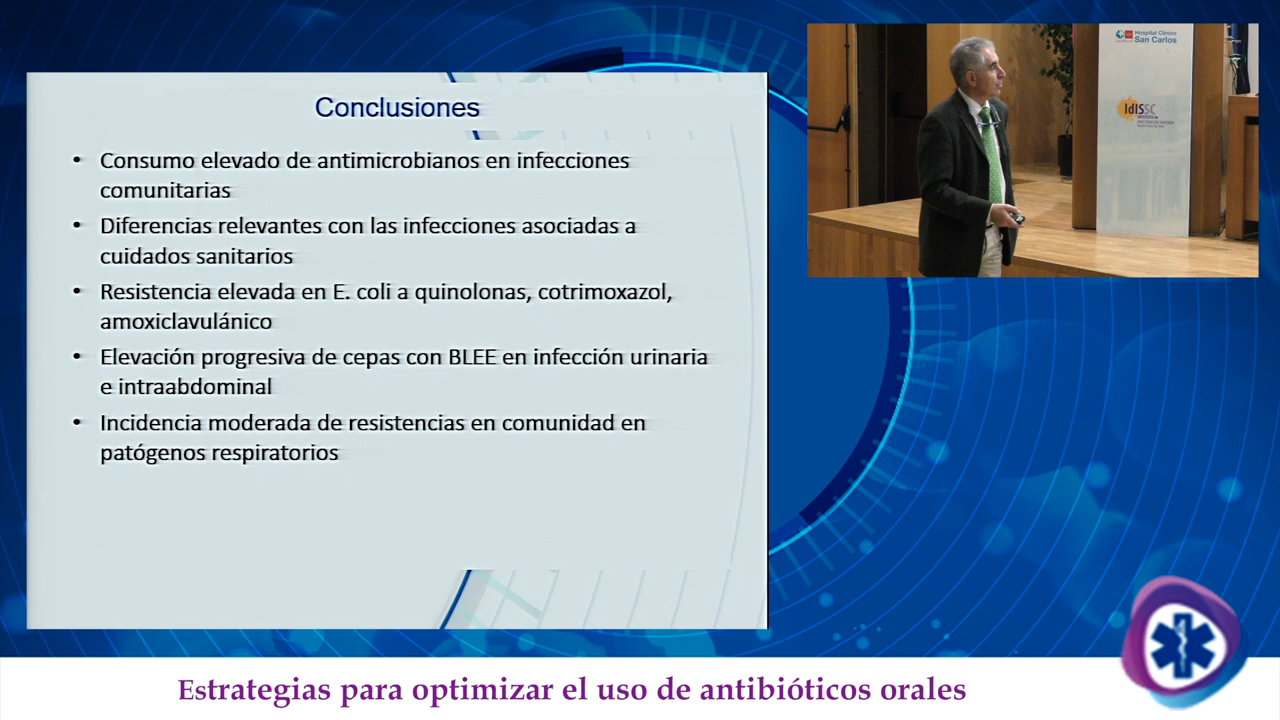 Conclusiones
• Consumo elevado de antimicrobianos en infecciones
comunitarias
• Diferencias relevantes con las infecciones asociadas a
cuidados sanitarios
• Resistencia elevada en E. coli a quinolonas, cotrimoxazol,
amoxiclavulánico
• Elevación progresiva de cepas con BLEE en infección urinaria
e intraabdominal
• Incidencia moderada de resistencias en comunidad en
patógenos respiratorios
Hospital Clínico
San Carlos
IdISSC
Estrategias para optimizar el uso de antibióticos orales